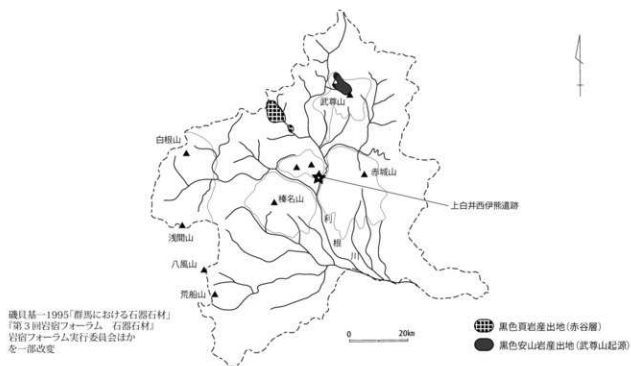 武尊山
白根山
赤城山
上白井西伊熊遺跡
榛名山
利
根
川
浅間山
八風山
荒船山
磯貝基一1995「群馬における石器石材」
『第3回岩宿フォーラム 石器石材』
岩宿フォーラム実行委員会ほか
を一部改変
0 20km
黒色頁岩産出地(赤谷層)
黒色安山岩産出地(武尊山起源)